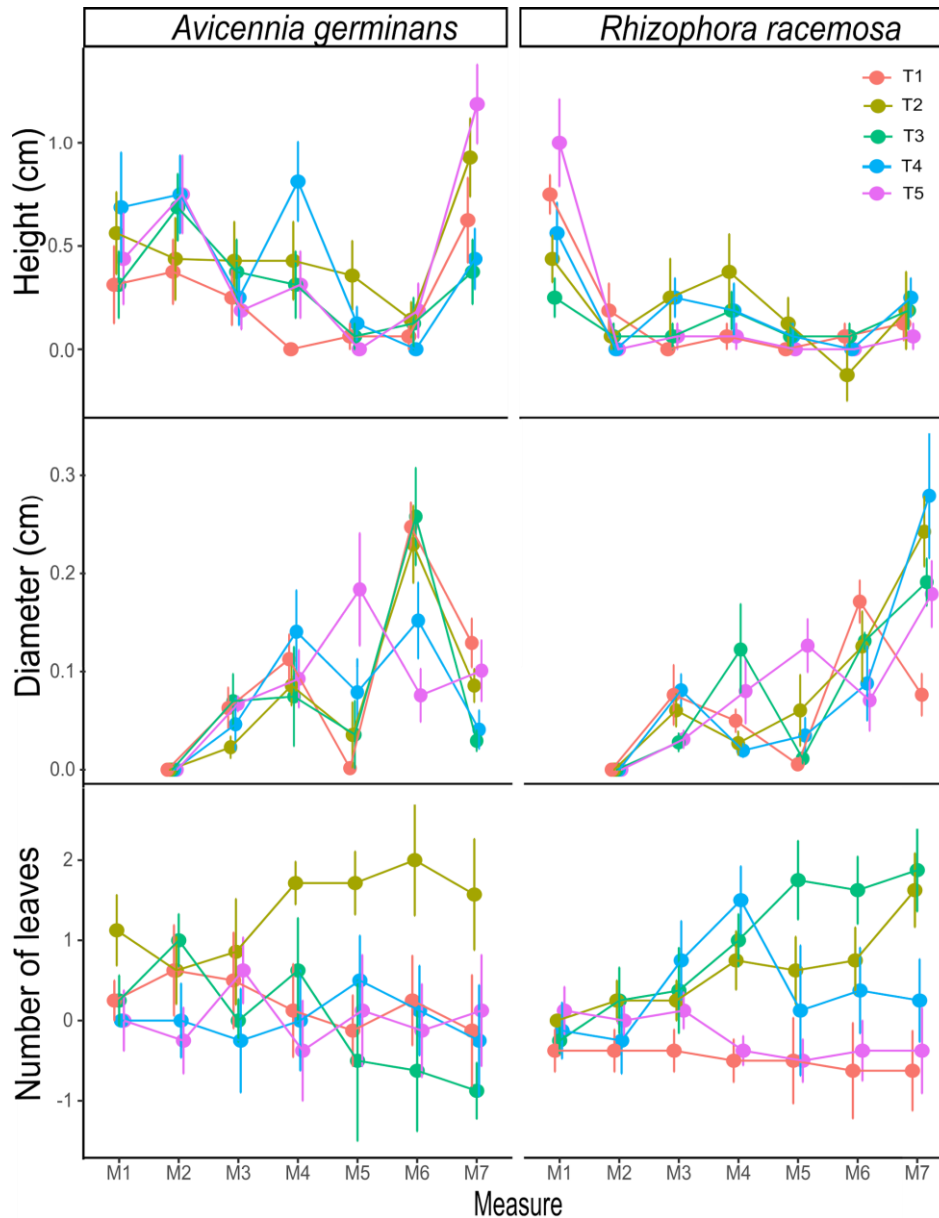 Avicennia germinans
Rhizophora racemosa
Height (cm)
1.0
0.5
0.0
T1
T2
T3
T4
T5
Diameter (cm)
0.3
0.2
0.1
0.0
Number of leaves
2
1
0
-1
M1 M2 M3 M4 M5 M6 M7
M1 M2 M3 M4 M5 M6 M7
Measure